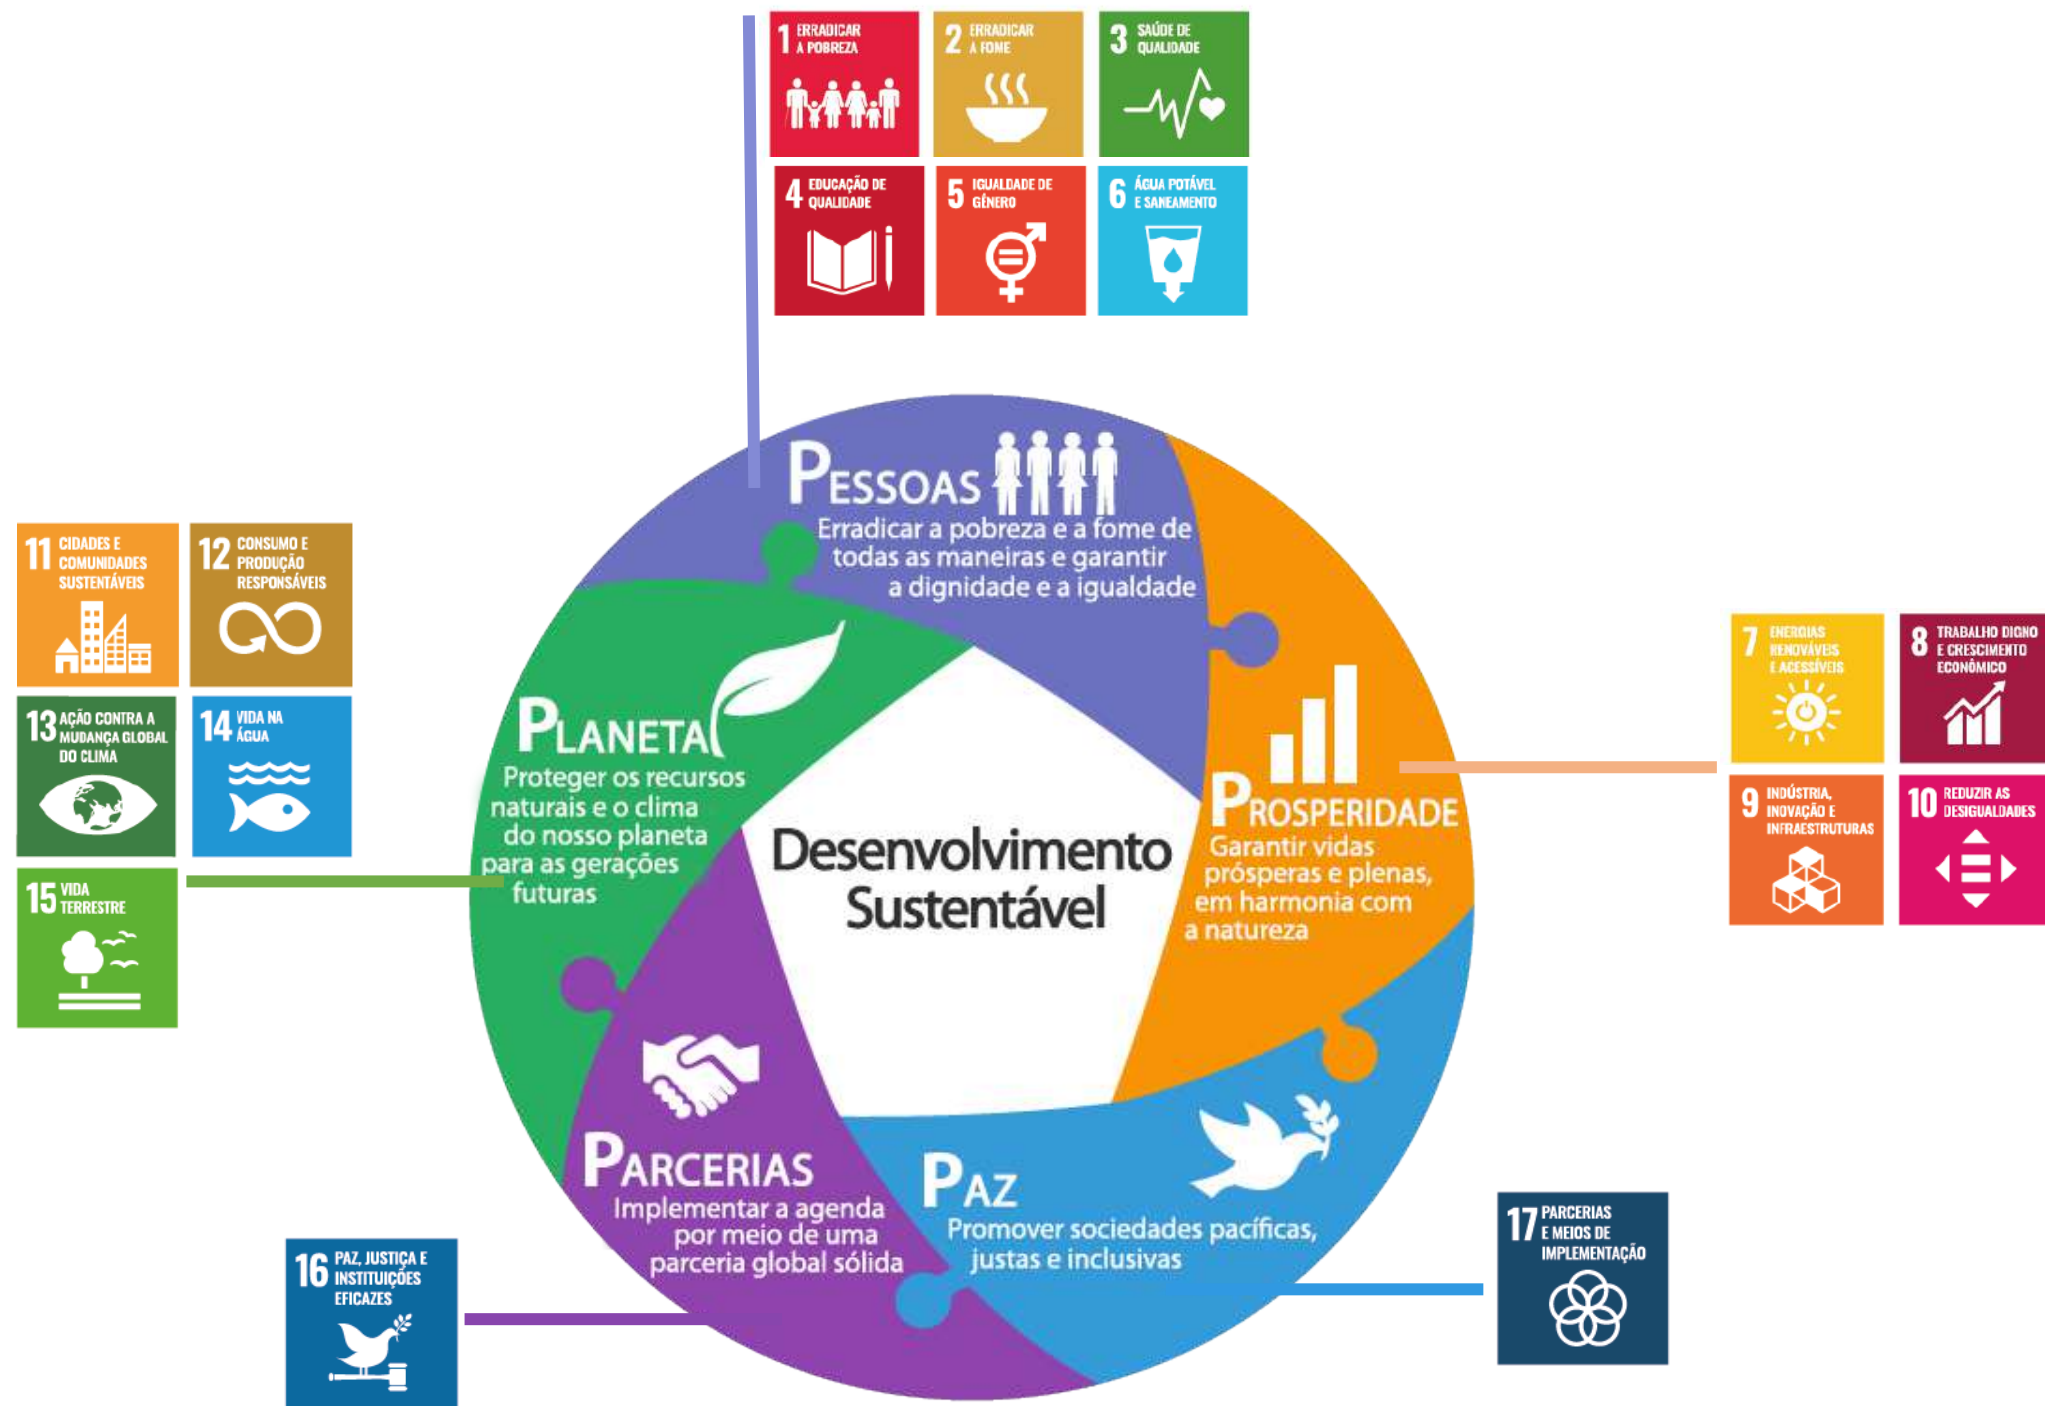 1 ERRADICAR
A POBREZA
2 ERRADICAR
A FOME
3 SAÚDE DE
QUALIDADE
4 EDUCAÇÃO DE
QUALIDADE
5 IGUALDADE DE
GÊNERO
6 ÁGUA POTÁVEL
E SANEAMENTO
PESSOAS
Erradicar a pobreza e a fome de
todas as maneiras e garantir
a dignidade e a igualdade
11 CIDADES E
COMUNIDADES
SUSTENTÁVEIS
12 CONSUMO E
PRODUÇÃO
RESPONSÁVEIS
13 AÇÃO CONTRA A
MUDANÇA GLOBAL
DO CLIMA
14 VIDA NA
ÁGUA
15 VIDA
TERRESTRE
PLANETA
Proteger os recursos
naturais e o clima
do nosso planeta
para as gerações
futuras
Desenvolvimento
Sustentável
PROSPERIDADE
Garantir vidas
prósperas e plenas,
em harmonia com
a natureza
7 ENERGIAS
RENOVÁVEIS
E ACESSÍVEIS
8 TRABALHO DIGNO
E CRESCIMENTO
ECONÔMICO
9 INDÚSTRIA,
INOVAÇÃO E
INFRAESTRUTURAS
10 REDUZIR AS
DESIGUALDADES
PARCERIAS
Implementar a agenda
por meio de uma
parceria global sólida
PAZ
Promover sociedades pacíficas,
justas e inclusivas
16 PAZ, JUSTIÇA E
INSTITUIÇÕES
EFICAZES
17 PARCERIAS
E MEIOS DE
IMPLEMENTAÇÃO